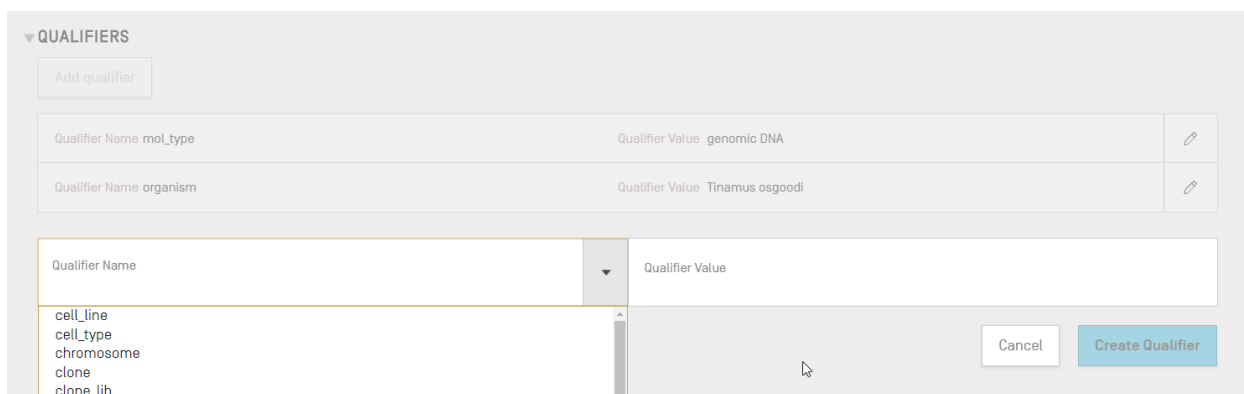 QUALIFIERS
Add qualifier
Qualifier Name mol_type Qualifier Value genomic DNA
Qualifier Name organism Qualifier Value Tinamus osgoodi
Qualifier Name Qualifier Value
cell_line
cell_type
chromosome
clone
clone_lib
Cancel Create Qualifier